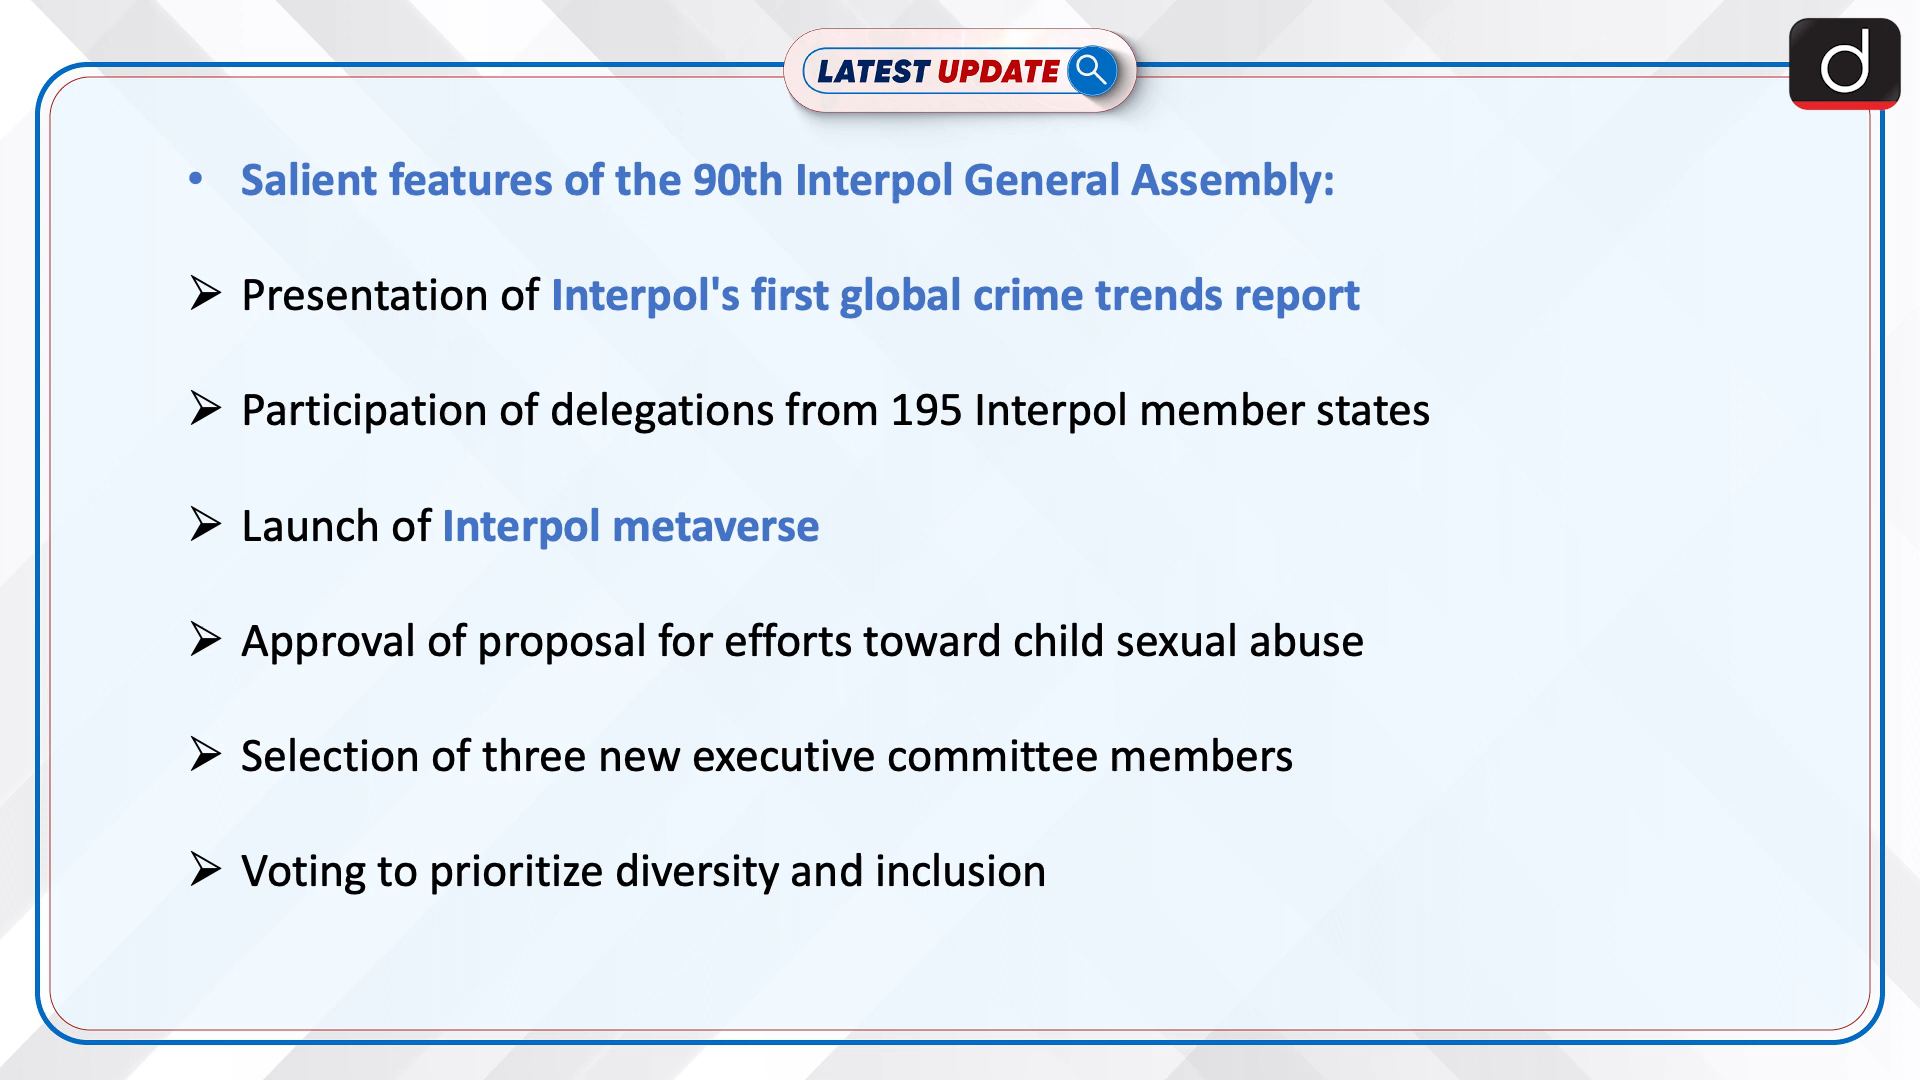 LATEST UPDATE
d
• Salient features of the 90th Interpol General Assembly:
➢ Presentation of Interpol's first global crime trends report
➢ Participation of delegations from 195 Interpol member states
➢ Launch of Interpol metaverse
➢ Approval of proposal for efforts toward child sexual abuse
➢ Selection of three new executive committee members
➢ Voting to prioritize diversity and inclusion